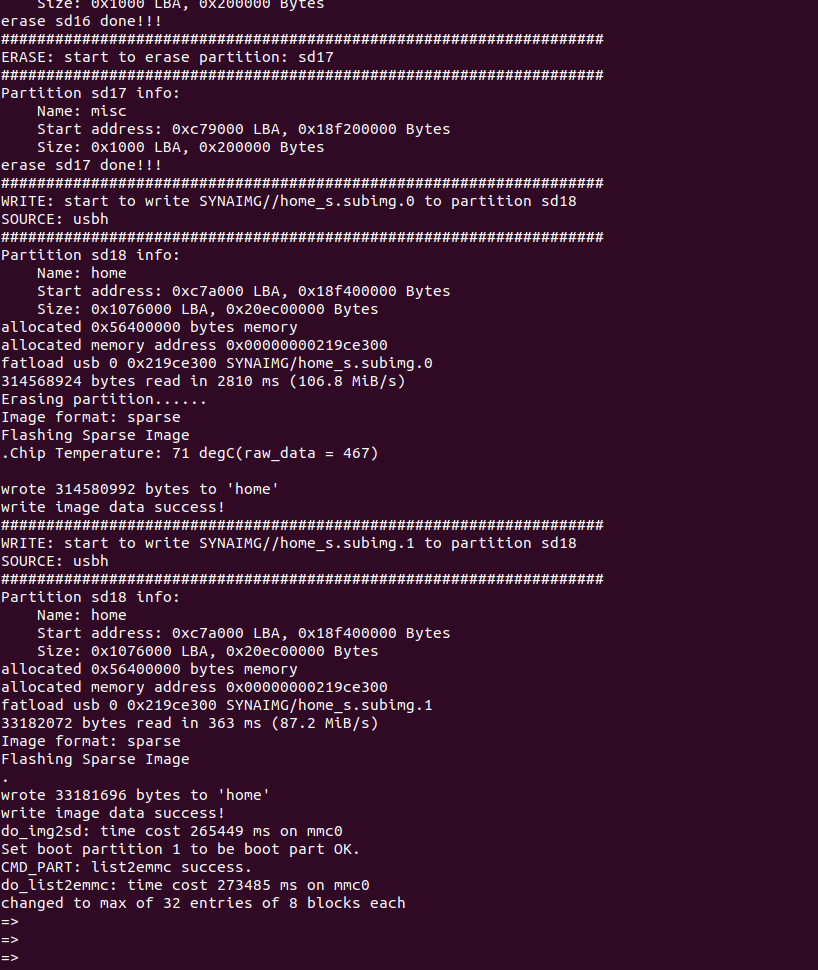 Size: 0x1000 LBA, 0x200000 Bytes
erase sd16 done!!!
###################################################################
ERASE: start to erase partition: sd17
###################################################################
Partition sd17 info:
    Name: misc
    Start address: 0xc79000 LBA, 0x18f200000 Bytes
    Size: 0x1000 LBA, 0x200000 Bytes
erase sd17 done!!!
###################################################################
WRITE: start to write SYNAIMG//home_s.subimg.0 to partition sd18
SOURCE: usbh
###################################################################
Partition sd18 info:
    Name: home
    Start address: 0xc7a000 LBA, 0x18f400000 Bytes
    Size: 0x1076000 LBA, 0x20ec00000 Bytes
allocated 0x56400000 bytes memory
allocated memory address 0x00000000219ce300
fatload usb 0 0x219ce300 SYNAIMG/home_s.subimg.0
314568924 bytes read in 2810 ms (106.8 MiB/s)
Erasing partition......
Image format: sparse
Flashing Sparse Image
.Chip Temperature: 71 degC(raw_data = 467)

wrote 314580992 bytes to 'home'
write image data success!
###################################################################
WRITE: start to write SYNAIMG//home_s.subimg.1 to partition sd18
SOURCE: usbh
###################################################################
Partition sd18 info:
    Name: home
    Start address: 0xc7a000 LBA, 0x18f400000 Bytes
    Size: 0x1076000 LBA, 0x20ec00000 Bytes
allocated 0x56400000 bytes memory
allocated memory address 0x00000000219ce300
fatload usb 0 0x219ce300 SYNAIMG/home_s.subimg.1
33182072 bytes read in 363 ms (87.2 MiB/s)
Image format: sparse
Flashing Sparse Image
.
wrote 33181696 bytes to 'home'
write image data success!
do_img2sd: time cost 265449 ms on mmc0
Set boot partition 1 to be boot part OK.
CMD_PART: list2emmc success.
do_list2emmc: time cost 273485 ms on mmc0
changed to max of 32 entries of 8 blocks each
=>
=>
=>